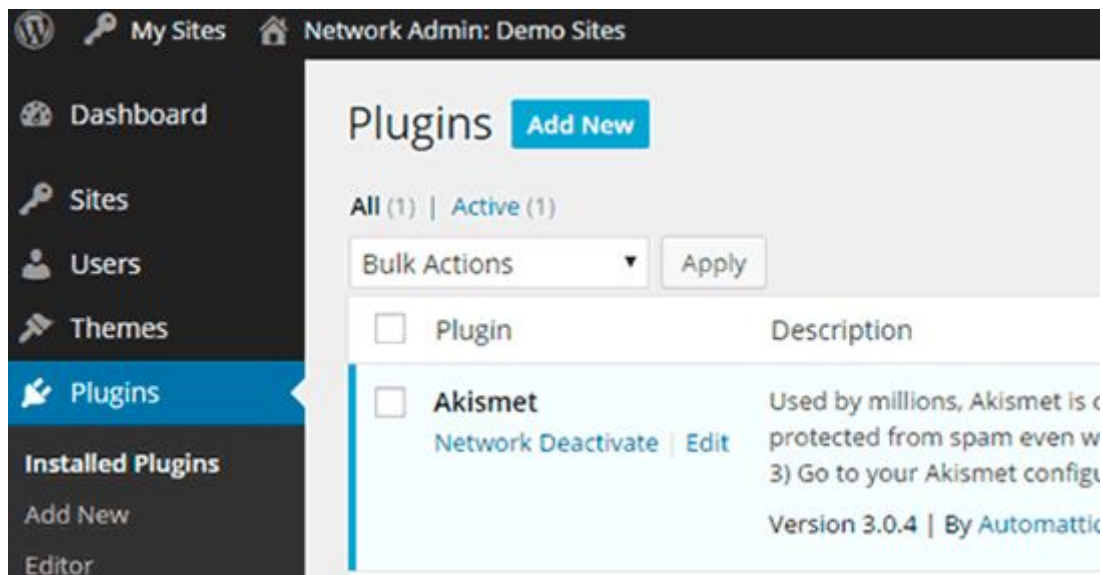 My Sites Network Admin: Demo Sites
Dashboard
Sites
Users
Themes
Plugins
Installed Plugins
Add New
Editor
Plugins Add New
All (1) | Active (1)
Bulk Actions Apply
Plugin Description
Akismet
Network Deactivate | Edit
Used by millions, Akismet is
protected from spam even
3) Go to your Akismet
Version 3.0.4 | By Automattic